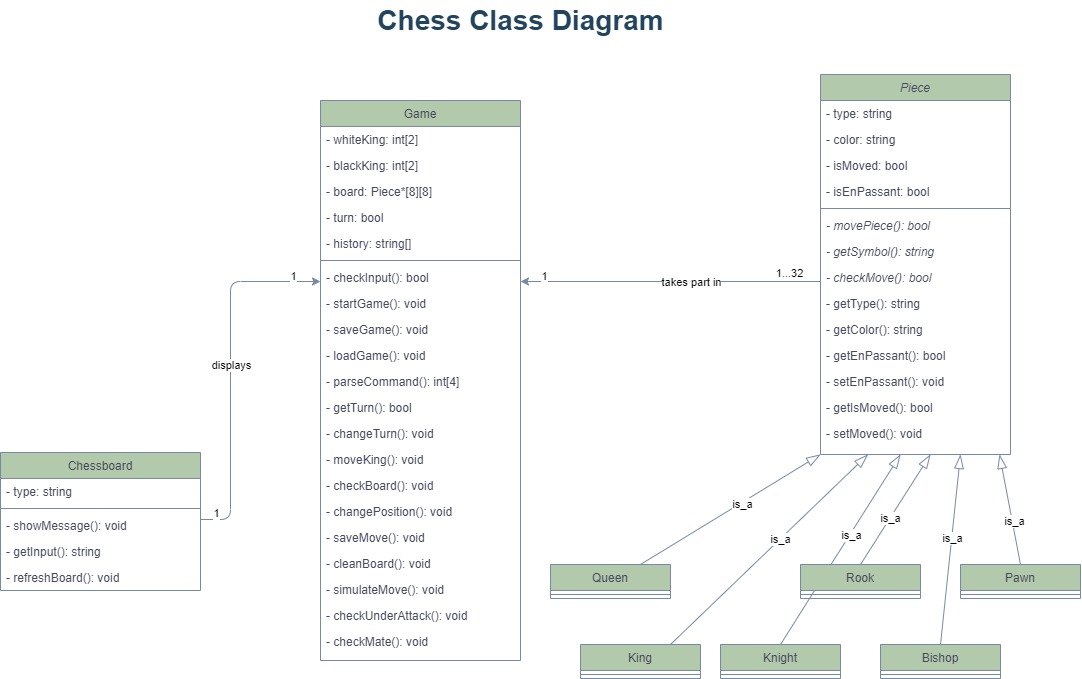 Chess Class Diagram
Game
- whiteKing: int[2]
- blackKing: int[2]
- board: Piece*[8][8]
- turn: bool
- history: string[]
- checkInput(): bool
- startGame(): void
- saveGame(): void
- loadGame(): void
- parseCommand(): int[4]
- getTurn(): bool
- changeTurn(): void
- moveKing(): void
- checkBoard(): void
- changePosition(): void
- saveMove(): void
- cleanBoard(): void
- simulateMove(): void
- checkUnderAttack(): void
- checkMate(): void
Piece
- type: string
- color: string
- isMoved: bool
- isEnPassant: bool
- movePiece(): bool
- getSymbol(): string
- checkMove(): bool
- getType(): string
- getColor(): string
- getEnPassant(): bool
- setEnPassant(): void
- getIsMoved(): bool
- setMoved(): void
1
displays
1
1
takes part in
1...32
Chessboard
- type: string
- showMessage(): void
- getInput(): string
- refreshBoard(): void
is_a
is_a
is_a
is_a
is_a
is_a
Queen
Rook
Pawn
King
Knight
Bishop